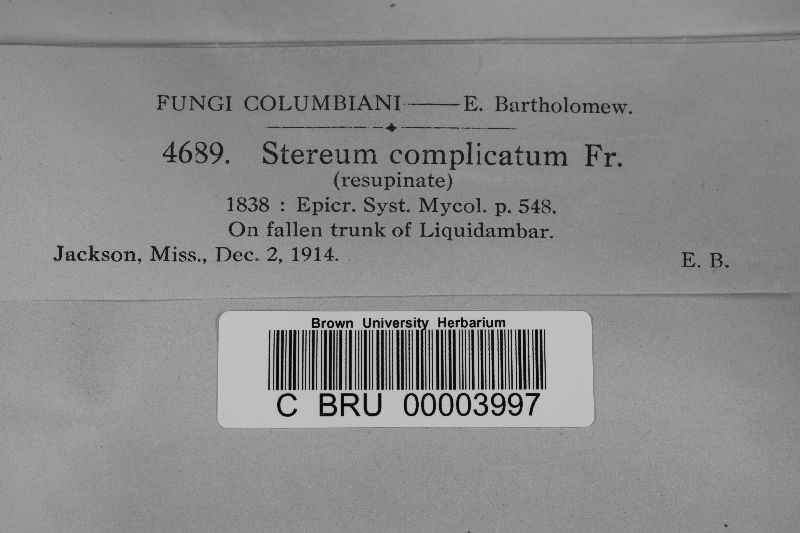 FUNGI COLUMBIANI——E. Bartholomew.
4689. Stereum complicatum Fr.
(resupinate)
1838 : Epicr. Syst. Mycol. p. 548.
On fallen trunk of Liquidambar.
Jackson, Miss., Dec. 2, 1914. E. B.
Brown University Herbarium
C BRU 00003997